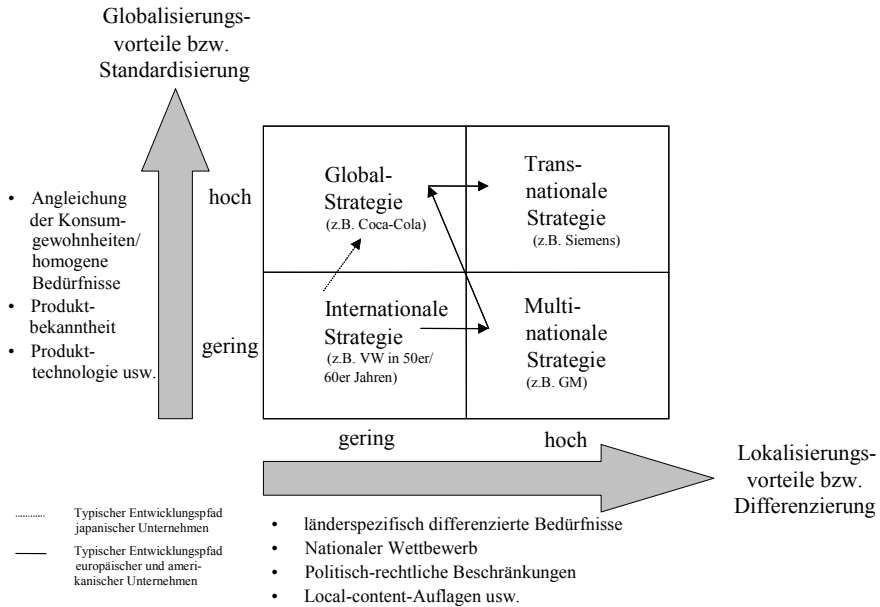 Globalisierungs-
vorteile bzw.
Standardisierung
• Angleichung
der Konsum-
gewohnheiten/
homogene
Bedürfnisse
• Produkt-
bekanntheit
• Produkt-
technologie usw.
hoch
gering
Global-
Strategie
(z.B. Coca-Cola)
Trans-
nationale
Strategie
(z.B. Siemens)
Internationale
Strategie
(z.B. VW in 50er/
60er Jahren)
Multi-
nationale
Strategie
(z.B. GM)
gering
hoch
Lokalisierungs-
vorteile bzw.
Differenzierung
Typischer Entwicklungspfad
japanischer Unternehmen
Typischer Entwicklungspfad
europäischer und ameri-
kanischer Unternehmen
• länderspezifisch differenzierte Bedürfnisse
• Nationaler Wettbewerb
• Politisch-rechtliche Beschränkungen
• Local-content-Auflagen usw.